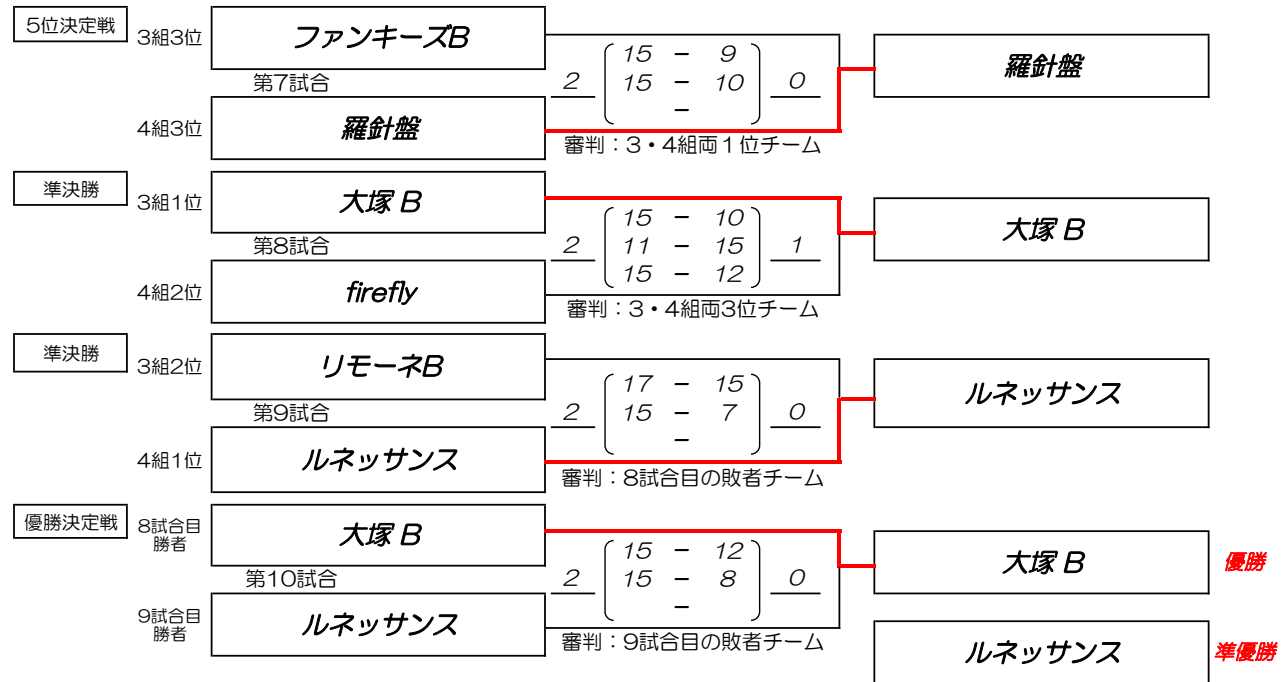 5位決定戦
3組3位
ファンキーズB
第7試合
4組3位
羅針盤
2
15 - 9
15 - 10
-
0
審判：3・4組両１位チーム
羅針盤
準決勝
3組1位
大塚 B
第8試合
4組2位
firefly
2
15 - 10
11 - 15
15 - 12
1
審判：3・4組両3位チーム
大塚 B
準決勝
3組2位
リモーネB
第9試合
4組1位
ルネッサンス
2
17 - 15
15 - 7
-
0
審判：8試合目の敗者チーム
ルネッサンス
優勝決定戦
8試合目
勝者
大塚 B
第10試合
9試合目
勝者
ルネッサンス
2
15 - 12
15 - 8
-
0
審判：9試合目の敗者チーム
大塚 B
優勝
ルネッサンス
準優勝